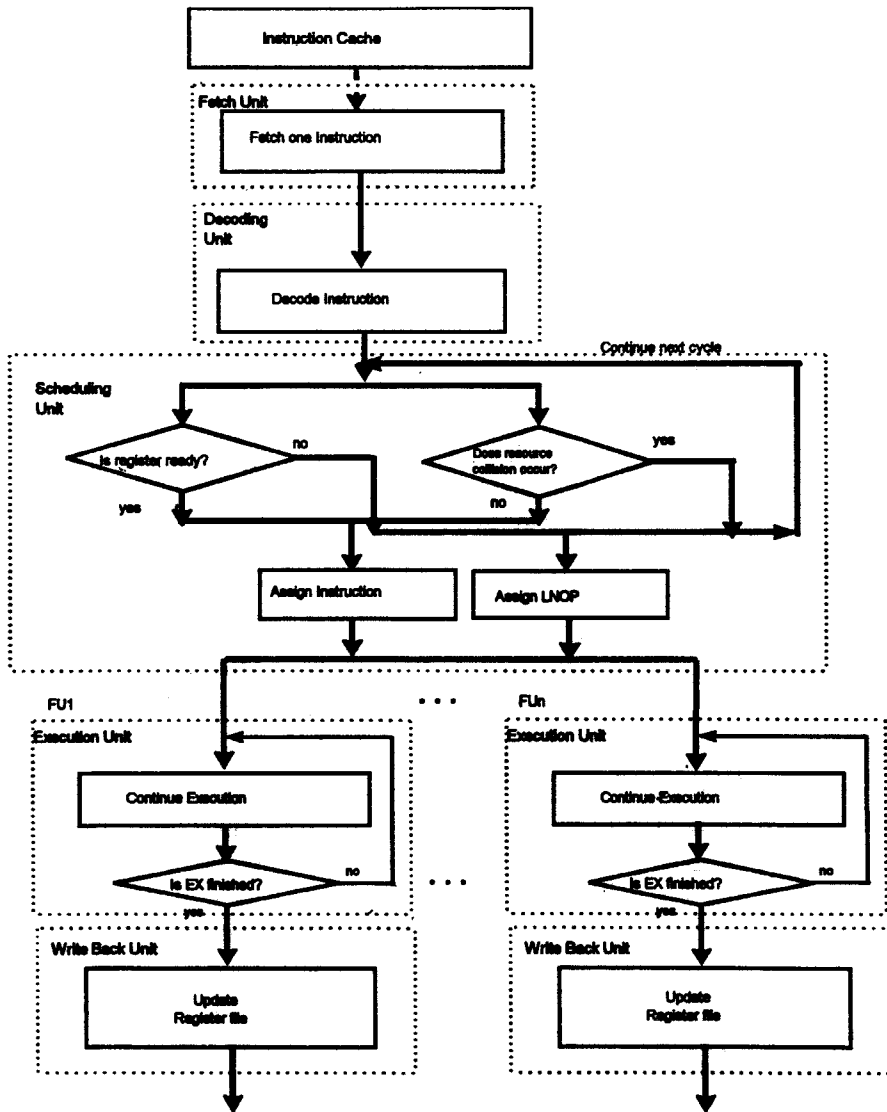 Instruction Cache
Fetch Unit
Fetch one Instruction
Decoding
Unit
Decode Instruction
Continue next cycle
Scheduling
Unit
Is register ready?
no
Does resource
collision occur?
yes
yes
no
Assign Instruction
Assign LNOP
FU1
. . .
FUn
Execution Unit
Execution Unit
Continue Execution
Continue Execution
Is EX finished?
no
. . .
Is EX finished?
no
yes
yes
Write Back Unit
Write Back Unit
Update
Register file
Update
Register file